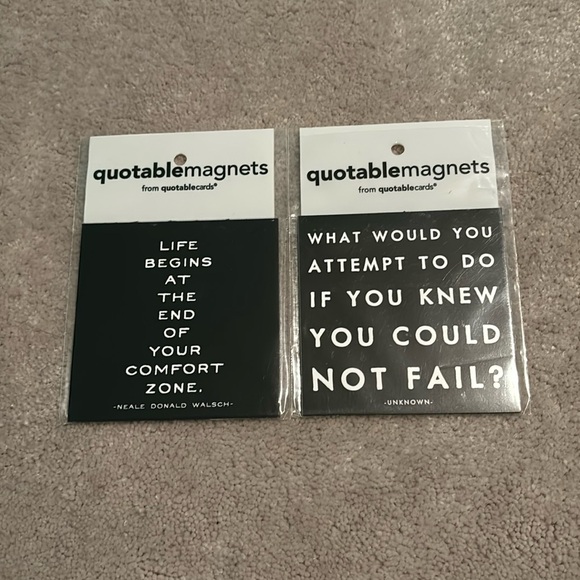 quotablemagnets
from quotablecards®
LIFE
BEGINS
AT
THE
END
OF
YOUR
COMFORT
ZONE.
-NEALE DONALD WALSCH-
quotablemagnets
from quotablecards®
WHAT WOULD YOU
ATTEMPT TO DO
IF YOU KNEW
YOU COULD
NOT FAIL?
-UNKNOWN-